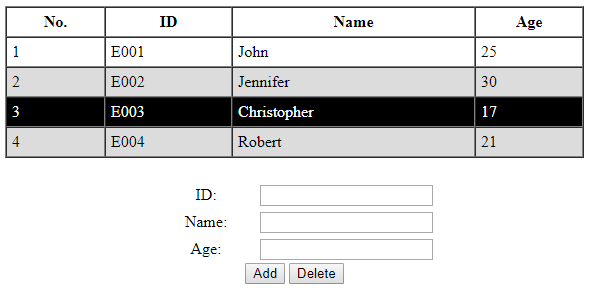 No. ID Name Age
1 E001 John 25
2 E002 Jennifer 30
3 E003 Christopher 17
4 E004 Robert 21
ID:
Name:
Age:
Add Delete